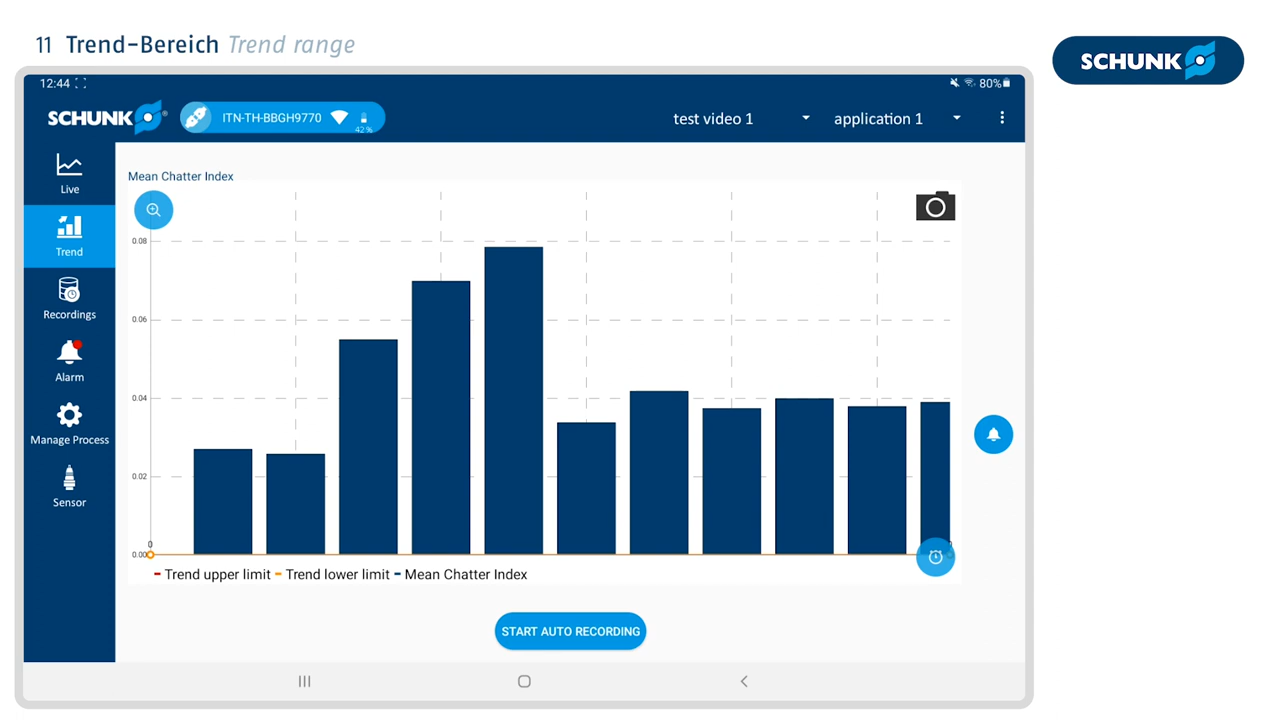 11 Trend-Bereich Trend range
SCHUNK
12:44
80%
SCHUNK®
ITN-TH-BBGH9770
42 %
test video 1
application 1
Live
Trend
Recordings
Alarm
Manage Process
Sensor
Mean Chatter Index
0.08
0.06
0.04
0.02
0
0.00
Trend upper limit Trend lower limit Mean Chatter Index
START AUTO RECORDING